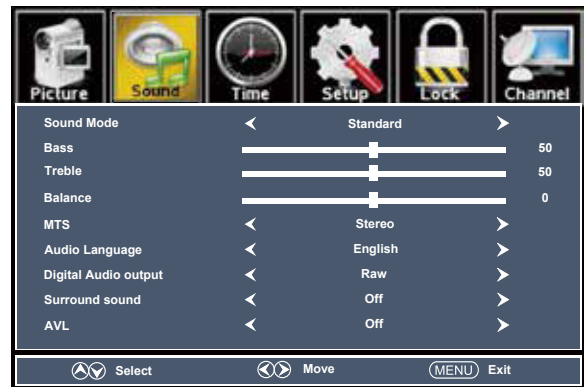 Picture Sound Time Setup Lock Channel
Sound Mode Standard
Bass 50
Treble 50
Balance 0
MTS Stereo
Audio Language English
Digital Audio output Raw
Surround sound Off
AVL Off
Select Move MENU Exit